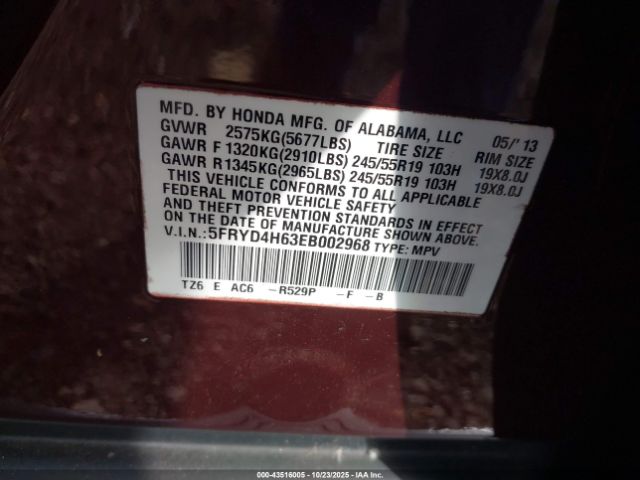 MFD. BY HONDA MFG. OF ALABAMA, LLC 05/'13
GVWR 2575KG(5677LBS) TIRE SIZE RIM SIZE
GAWR F 1320KG(2910LBS) 245/55R19 103H 19X8.0J
GAWR R 1345KG(2965LBS) 245/55R19 103H 19X8.0J
THIS VEHICLE CONFORMS TO ALL APPLICABLE
FEDERAL MOTOR VEHICLE SAFETY
AND THEFT PREVENTION STANDARDS IN EFFECT
ON THE DATE OF MANUFACTURE SHOWN ABOVE.
V.I.N.: 5FRYD4H63EB002968 TYPE: MPV
TZ6 E AC6 -R529P -F -B
000-43516005 - 10/23/2025 - IAA Inc.